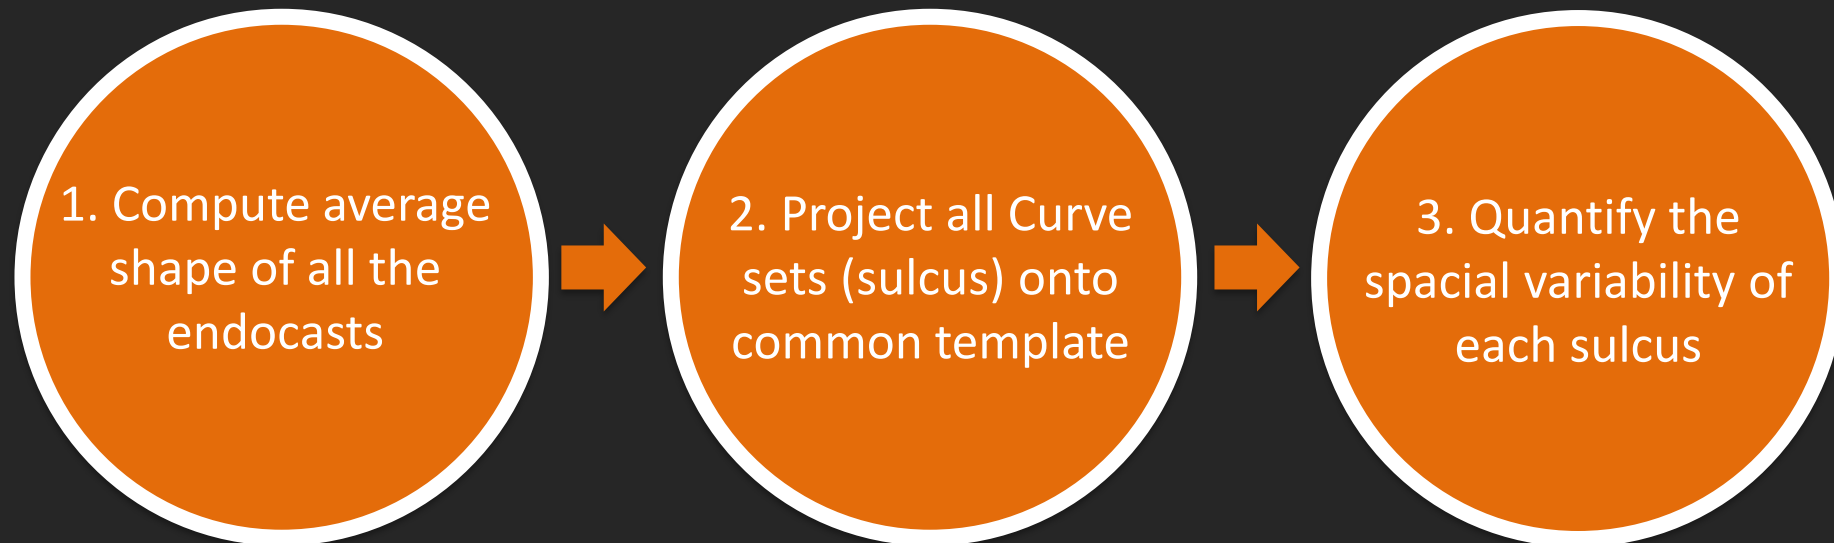 1. Compute average
shape of all the
endocasts
2. Project all Curve
sets (sulcus) onto
common template
3. Quantify the
spacial variability of
each sulcus